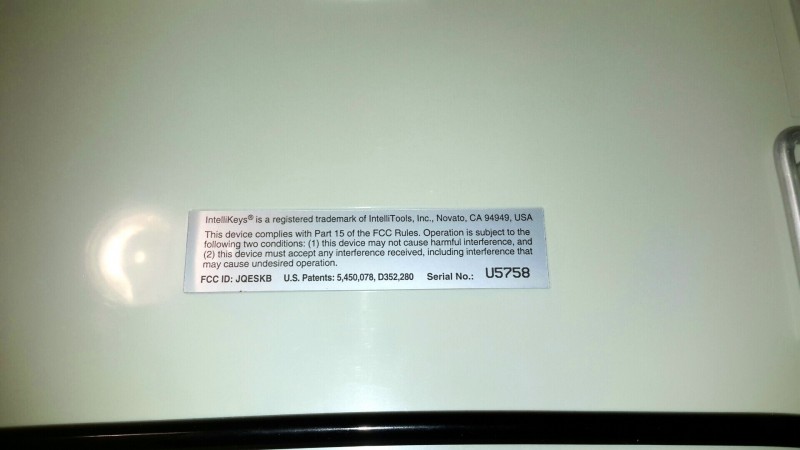 IntelliKeys® is a registered trademark of IntelliTools, Inc., Novato, CA 94949, USA
This device complies with Part 15 of the FCC Rules. Operation is subject to the
following two conditions: (1) this device may not cause harmful interference, and
(2) this device must accept any interference received, including interference that
may cause undesired operation.
FCC ID: JQESKB U.S. Patents: 5,450,078, D352,280 Serial No.: U5758